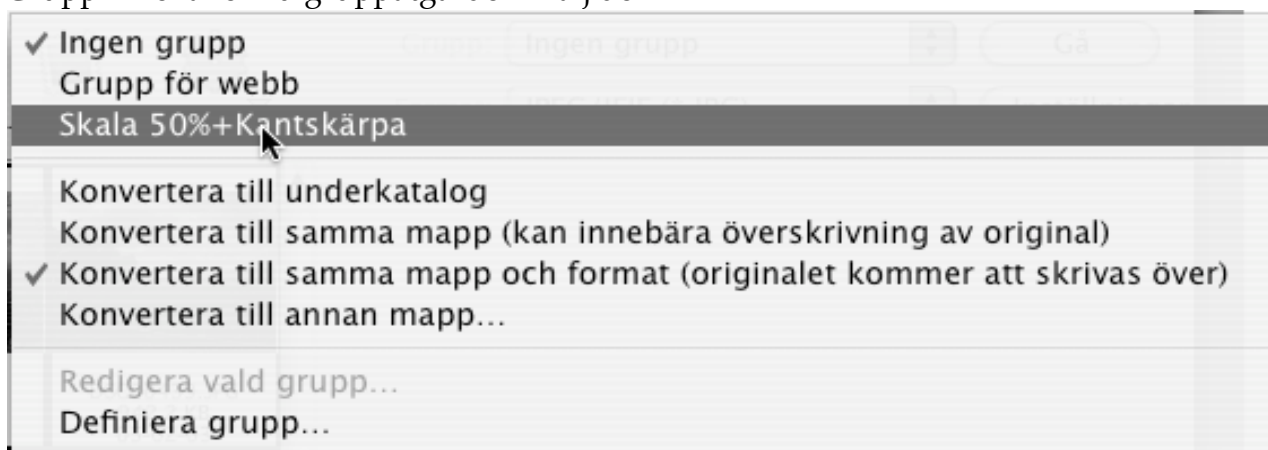 ✓ Ingen grupp
Grupp för webb
Skala 50%+Kantskärpa
Konvertera till underkatalog
Konvertera till samma mapp (kan innebära överskrivning av original)
✓ Konvertera till samma mapp och format (originalet kommer att skrivas över)
Konvertera till annan mapp...
Redigera vald grupp...
Definiera grupp...